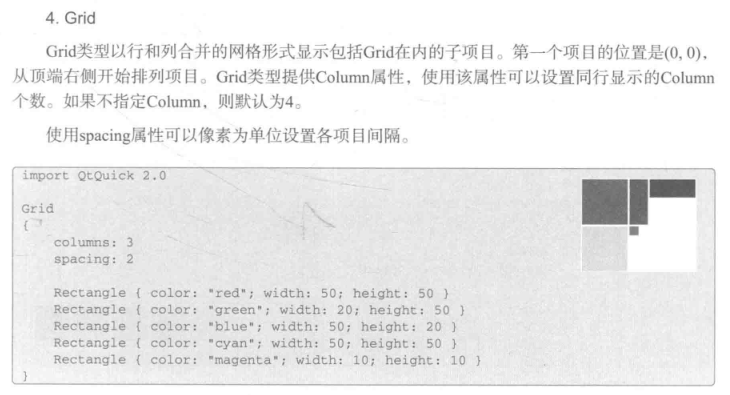 4. Grid
Grid类型以行和列合并的网格形式显示包括Grid在内的子项目。第一个项目的位置是(0, 0)，
从顶端右侧开始排列项目。Grid类型提供Column属性，使用该属性可以设置同行显示的Column
个数。如果不指定Column，则默认为4。
使用spacing属性可以像素为单位设置各项目间隔。
import QtQuick 2.0
Grid
{
columns: 3
spacing: 2
Rectangle { color: "red"; width: 50; height: 50 }
Rectangle { color: "green"; width: 20; height: 50 }
Rectangle { color: "blue"; width: 50; height: 20 }
Rectangle { color: "cyan"; width: 50; height: 50 }
Rectangle { color: "magenta"; width: 10; height: 10 }
}